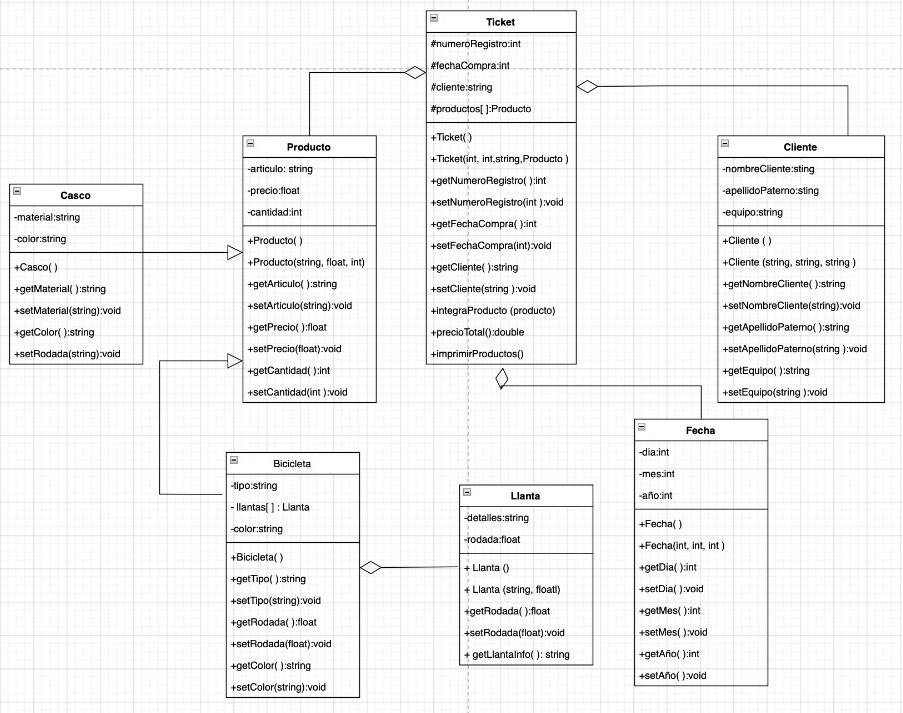 Ticket
#numeroRegistro:int
#fechaCompra:int
#cliente:string
#productos[ ]:Producto
+Ticket( )
+Ticket(int, int,string,Producto )
+getNumeroRegistro( ):int
+setNumeroRegistro(int ):void
+getFechaCompra( ):int
+setFechaCompra(int):void
+getCliente( ):string
+setCliente(string ):void
+integraProducto (producto)
+precioTotal():double
+imprimirProductos()
Producto
-articulo: string
-precio:float
-cantidad:int
+Producto( )
+Producto(string, float, int)
+getArticulo( ):string
+setArticulo(string):void
+getPrecio( ):float
+setPrecio(float):void
+getCantidad( ):int
+setCantidad(int ):void
Cliente
-nombreCliente:sting
-apellidoPaterno:sting
-equipo:string
+Cliente ( )
+Cliente (string, string, string )
+getNombreCliente( ):string
+setNombreCliente(string):void
+getApellidoPaterno( ):string
+setApellidoPaterno(string ):void
+getEquipo( ):string
+setEquipo(string ):void
Casco
-material:string
-color:string
+Casco( )
+getMaterial( ):string
+setMaterial(string):void
+getColor( ):string
+setRodada(string):void
Bicicleta
-tipo:string
- llantas[ ] : Llanta
-color:string
+Bicicleta( )
+getTipo( ):string
+setTipo(string):void
+getRodada( ):float
+setRodada(float):void
+getColor( ):string
+setColor(string):void
Llanta
-detalles:string
-rodada:float
+ Llanta ()
+ Llanta (string, floatl)
+getRodada( ):float
+setRodada(float):void
+ getLlantaInfo( ): string
Fecha
-dia:int
-mes:int
-año:int
+Fecha( )
+Fecha(int, int, int )
+getDia( ):int
+setDia( ):void
+getMes( ):int
+setMes( ):void
+getAño( ):int
+setAño( ):void